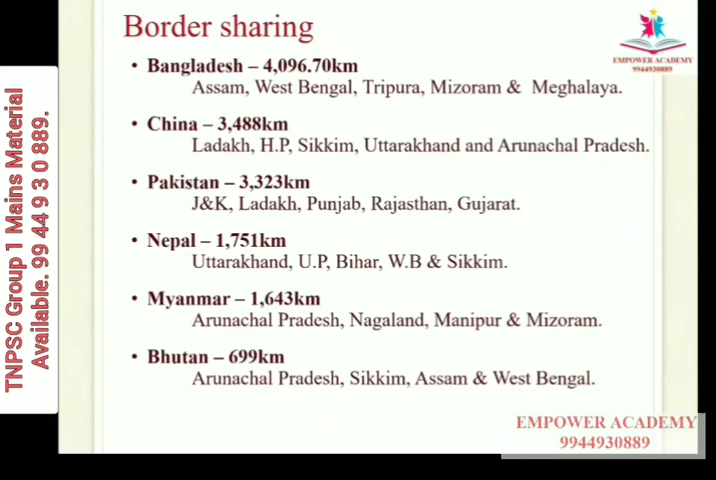 Border sharing
EMPOWER ACADEMY
9944930889
• Bangladesh – 4,096.70km
Assam, West Bengal, Tripura, Mizoram & Meghalaya.
• China – 3,488km
Ladakh, H.P, Sikkim, Uttarakhand and Arunachal Pradesh.
• Pakistan – 3,323km
J&K, Ladakh, Punjab, Rajasthan, Gujarat.
• Nepal – 1,751km
Uttarakhand, U.P, Bihar, W.B & Sikkim.
• Myanmar – 1,643km
Arunachal Pradesh, Nagaland, Manipur & Mizoram.
• Bhutan – 699km
Arunachal Pradesh, Sikkim, Assam & West Bengal.
TNPSC Group 1 Mains Material
Available. 99 44 9 3 0 889.
EMPOWER ACADEMY
9944930889